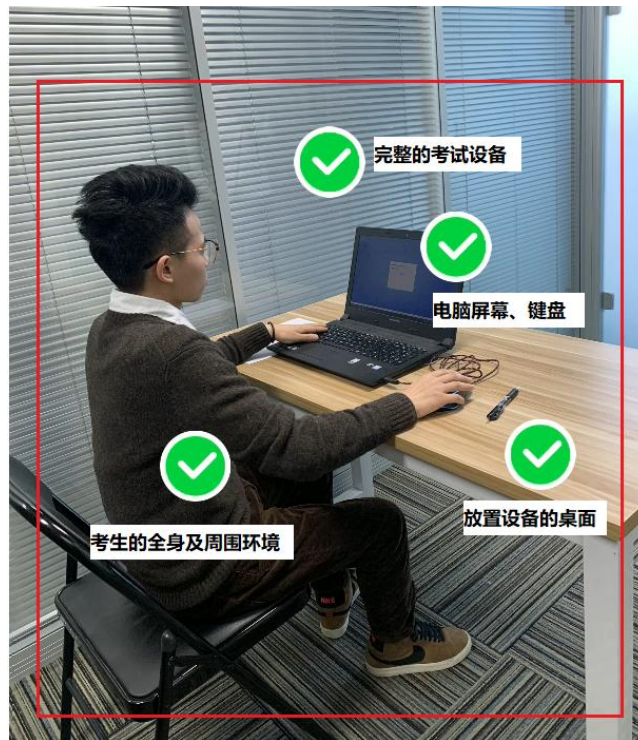 完整的考试设备
电脑屏幕、键盘
放置设备的桌面
考生的全身及周围环境